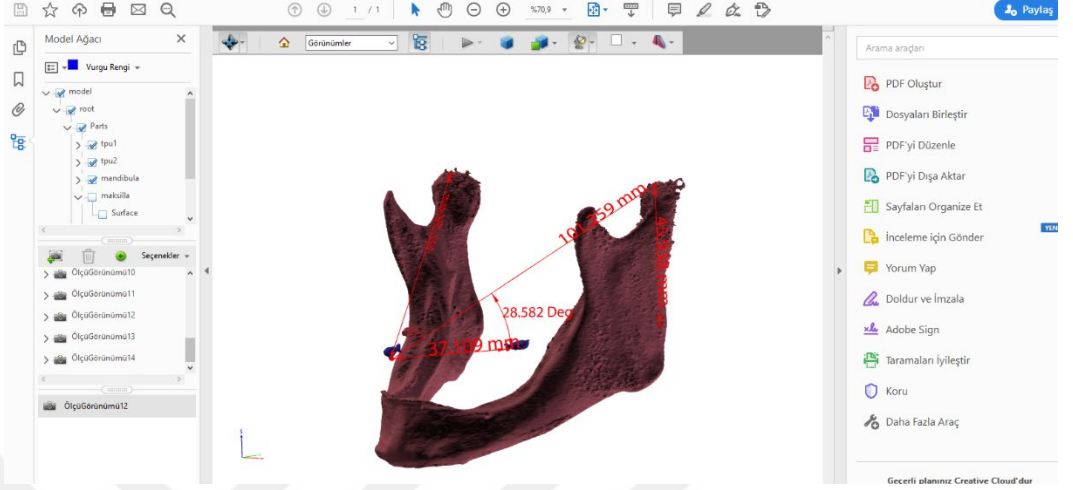 1 / 1
%70,9
Paylaş
Model Ağacı
Vurgu Rengi
model
root
Parts
tpu1
tpu2
mandibula
maksilla
Surface
Seçenekler
ÖlçüGörünümü10
ÖlçüGörünümü11
ÖlçüGörünümü12
ÖlçüGörünümü13
ÖlçüGörünümü14
ÖlçüGörünümü12
Görünümler
28.582 Deg
37.109 mm
Arama araçları
PDF Oluştur
Dosyaları Birleştir
PDF'yi Düzenle
PDF'yi Dışa Aktar
Sayfaları Organize Et
İnceleme için Gönder
YEN
Yorum Yap
Doldur ve İmzala
Adobe Sign
Taramaları İyileştir
Koru
Daha Fazla Araç
Geçerli planınız Creative Cloud'dur